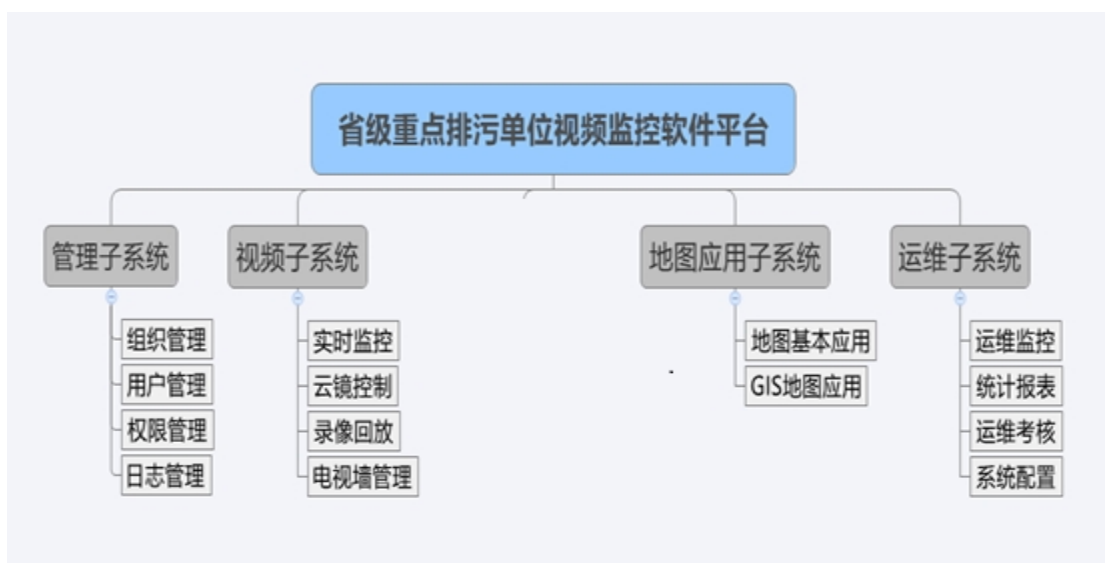 省级重点排污单位视频监控软件平台
管理子系统
组织管理
用户管理
权限管理
日志管理
视频子系统
实时监控
云镜控制
录像回放
电视墙管理
地图应用子系统
地图基本应用
GIS地图应用
运维子系统
运维监控
统计报表
运维考核
系统配置